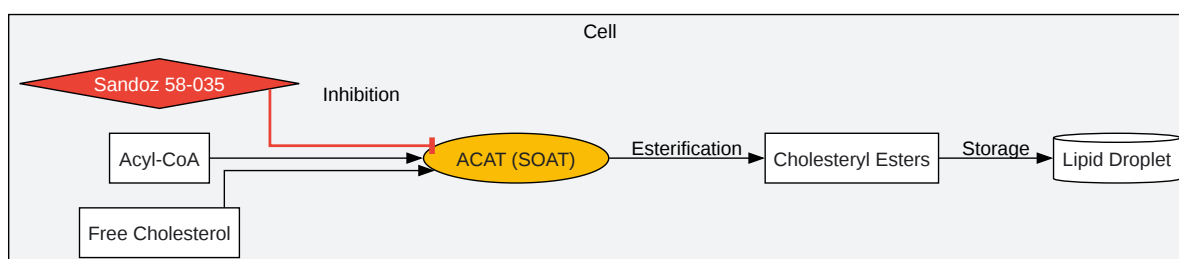 Cell
Sandoz 58-035
Inhibition
Acyl-CoA
ACAT (SOAT)
Esterification
Cholesteryl Esters
Storage
Lipid Droplet
Free Cholesterol